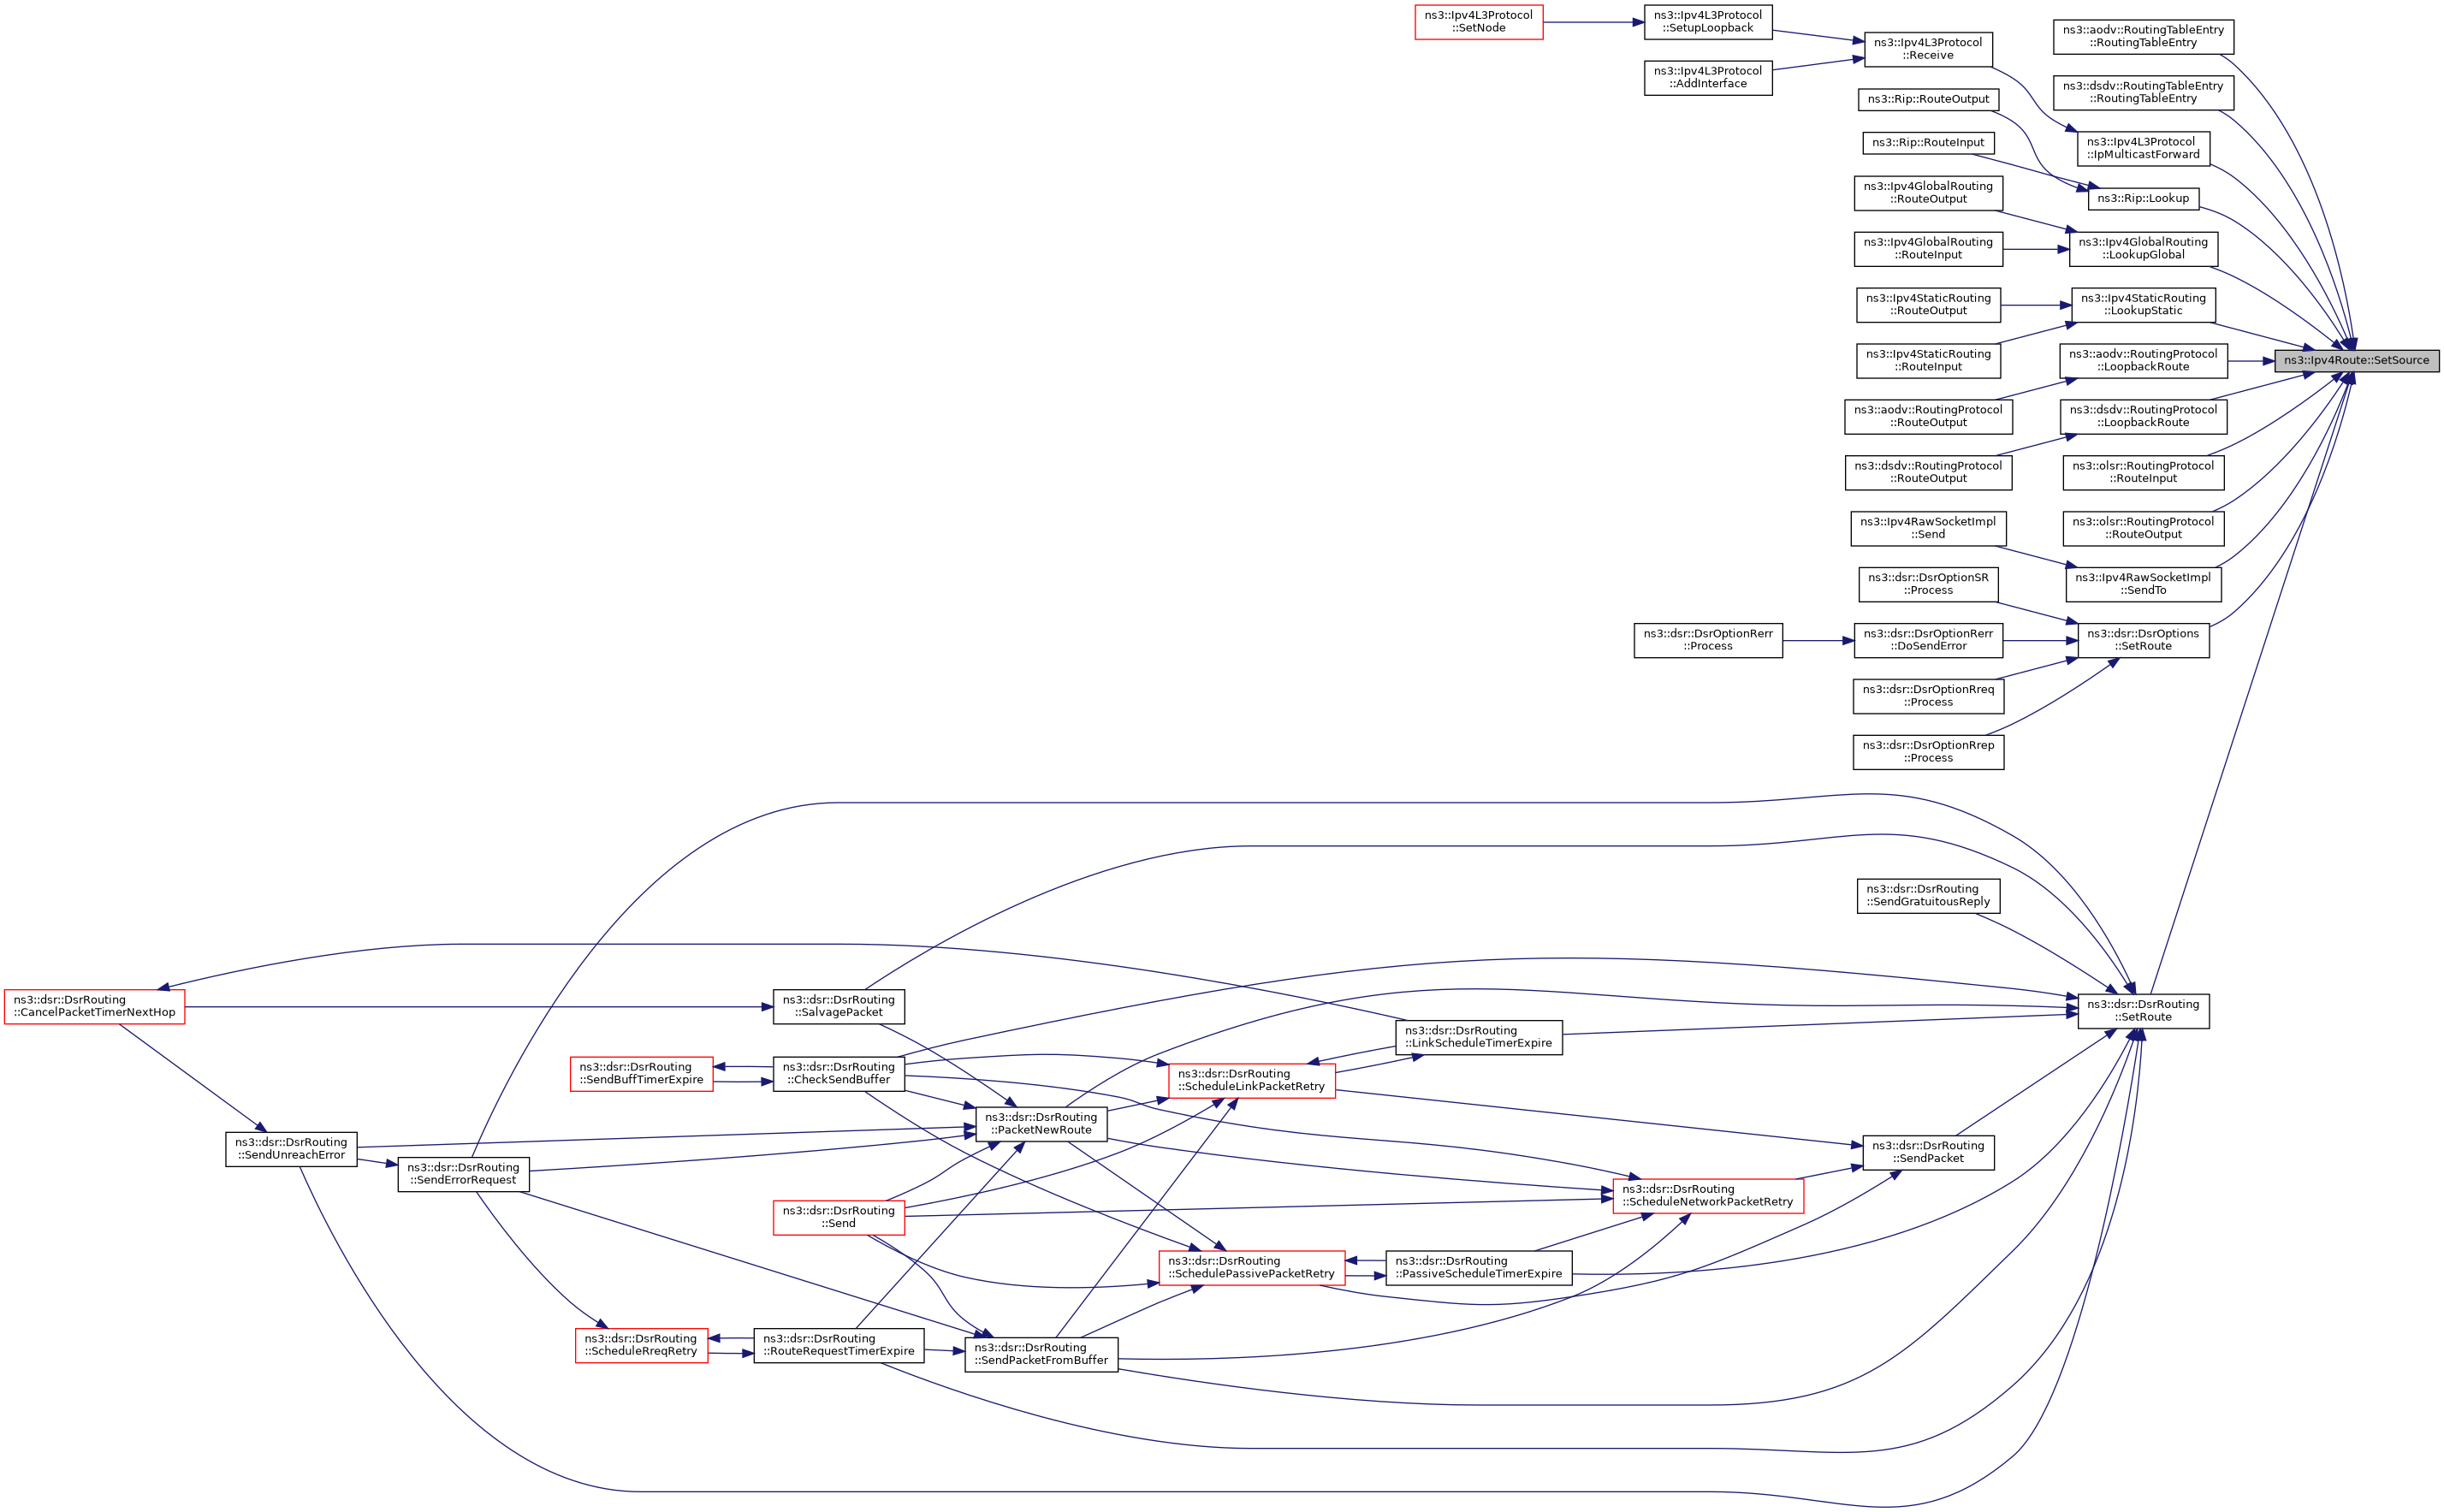 ns3::Ipv4L3Protocol
::SetNode
ns3::Ipv4L3Protocol
::SetupLoopback
ns3::Ipv4L3Protocol
::AddInterface
ns3::Ipv4L3Protocol
::Receive
ns3::Rip::RouteOutput
ns3::Rip::RouteInput
ns3::Ipv4GlobalRouting
::RouteOutput
ns3::Ipv4GlobalRouting
::RouteInput
ns3::Ipv4StaticRouting
::RouteOutput
ns3::Ipv4StaticRouting
::RouteInput
ns3::aodv::RoutingProtocol
::RouteOutput
ns3::dsdv::RoutingProtocol
::RouteOutput
ns3::Ipv4RawSocketImpl
::Send
ns3::dsr::DsrOptionSR
::Process
ns3::dsr::DsrOptionRerr
::Process
ns3::dsr::DsrOptionRerr
::DoSendError
ns3::dsr::DsrOptionRreq
::Process
ns3::dsr::DsrOptionRrep
::Process
ns3::aodv::RoutingTableEntry
::RoutingTableEntry
ns3::dsdv::RoutingTableEntry
::RoutingTableEntry
ns3::Ipv4L3Protocol
::IpMulticastForward
ns3::Rip::Lookup
ns3::Ipv4GlobalRouting
::LookupGlobal
ns3::Ipv4StaticRouting
::LookupStatic
ns3::aodv::RoutingProtocol
::LoopbackRoute
ns3::dsdv::RoutingProtocol
::LoopbackRoute
ns3::olsr::RoutingProtocol
::RouteInput
ns3::olsr::RoutingProtocol
::RouteOutput
ns3::Ipv4RawSocketImpl
::SendTo
ns3::dsr::DsrOptions
::SetRoute
ns3::Ipv4Route::SetSource
ns3::dsr::DsrRouting
::SendGratuitousReply
ns3::dsr::DsrRouting
::SetRoute
ns3::dsr::DsrRouting
::CancelPacketTimerNextHop
ns3::dsr::DsrRouting
::SalvagePacket
ns3::dsr::DsrRouting
::LinkScheduleTimerExpire
ns3::dsr::DsrRouting
::SendBuffTimerExpire
ns3::dsr::DsrRouting
::CheckSendBuffer
ns3::dsr::DsrRouting
::ScheduleLinkPacketRetry
ns3::dsr::DsrRouting
::PacketNewRoute
ns3::dsr::DsrRouting
::SendUnreachError
ns3::dsr::DsrRouting
::SendErrorRequest
ns3::dsr::DsrRouting
::SendPacket
ns3::dsr::DsrRouting
::ScheduleNetworkPacketRetry
ns3::dsr::DsrRouting
::Send
ns3::dsr::DsrRouting
::SchedulePassivePacketRetry
ns3::dsr::DsrRouting
::PassiveScheduleTimerExpire
ns3::dsr::DsrRouting
::ScheduleRreqRetry
ns3::dsr::DsrRouting
::RouteRequestTimerExpire
ns3::dsr::DsrRouting
::SendPacketFromBuffer